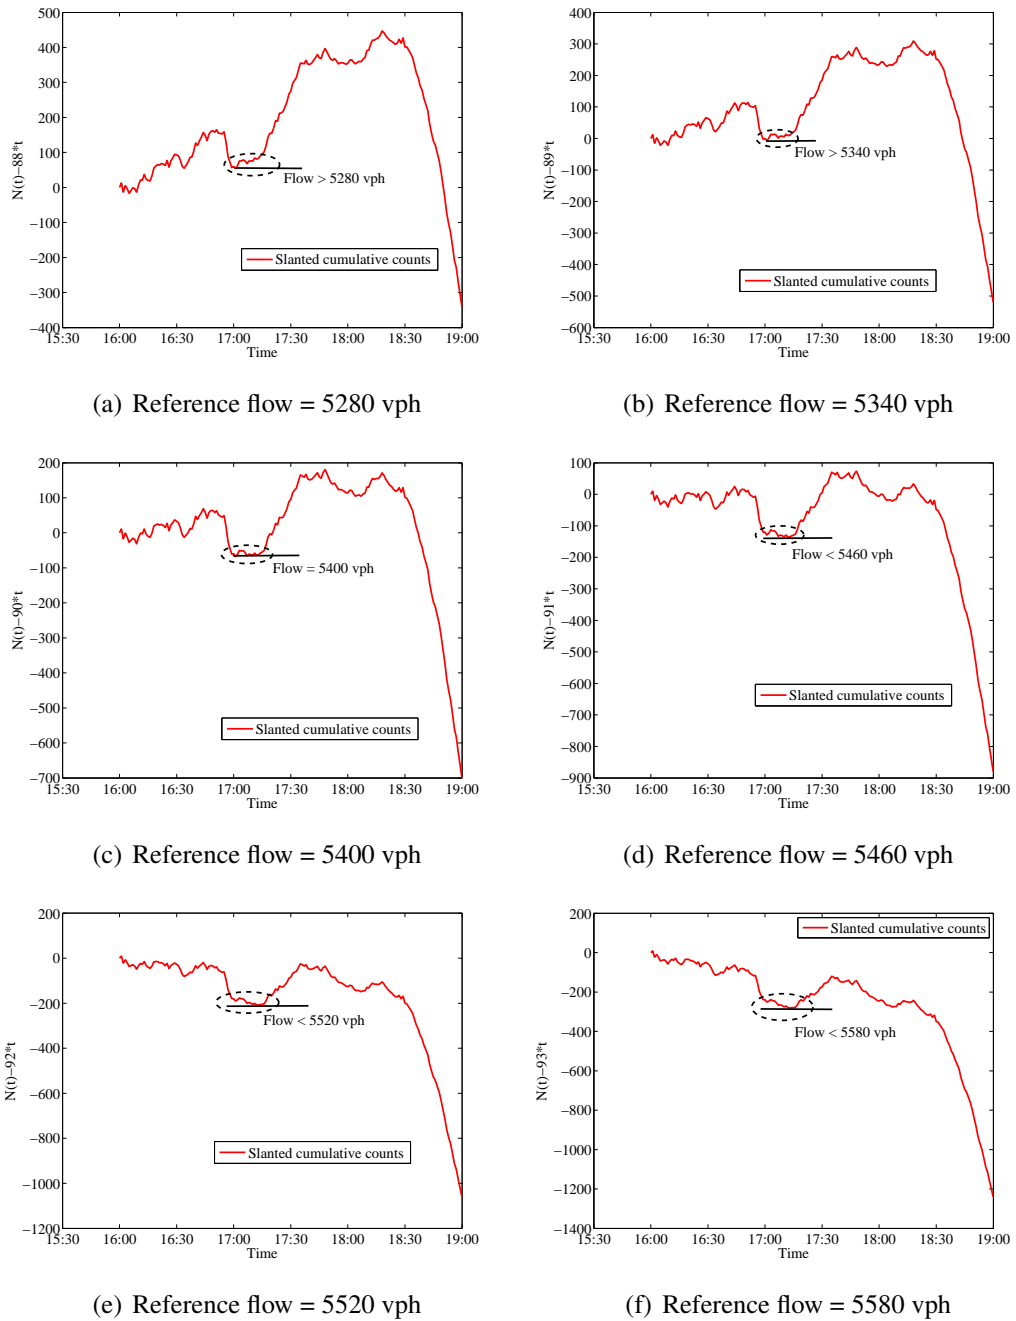 500
400
300
200
100
0
−100
−200
−300
−400
N(t)−88*t
Flow > 5280 vph
Slanted cumulative counts
15:30 16:00 16:30 17:00 17:30 18:00 18:30 19:00
Time
(a) Reference flow = 5280 vph
400
300
200
100
0
−100
−200
−300
−400
−500
−600
N(t)−89*t
Flow > 5340 vph
Slanted cumulative counts
15:30 16:00 16:30 17:00 17:30 18:00 18:30 19:00
Time
(b) Reference flow = 5340 vph
200
100
0
−100
−200
−300
−400
−500
−600
−700
N(t)−90*t
Flow = 5400 vph
Slanted cumulative counts
15:30 16:00 16:30 17:00 17:30 18:00 18:30 19:00
Time
(c) Reference flow = 5400 vph
100
0
−100
−200
−300
−400
−500
−600
−700
−800
−900
N(t)−91*t
Flow < 5460 vph
Slanted cumulative counts
15:30 16:00 16:30 17:00 17:30 18:00 18:30 19:00
Time
(d) Reference flow = 5460 vph
200
0
−200
−400
−600
−800
−1000
−1200
N(t)−92*t
Flow < 5520 vph
Slanted cumulative counts
15:30 16:00 16:30 17:00 17:30 18:00 18:30 19:00
Time
(e) Reference flow = 5520 vph
200
0
−200
−400
−600
−800
−1000
−1200
−1400
N(t)−93*t
Slanted cumulative counts
Flow < 5580 vph
15:30 16:00 16:30 17:00 17:30 18:00 18:30 19:00
Time
(f) Reference flow = 5580 vph